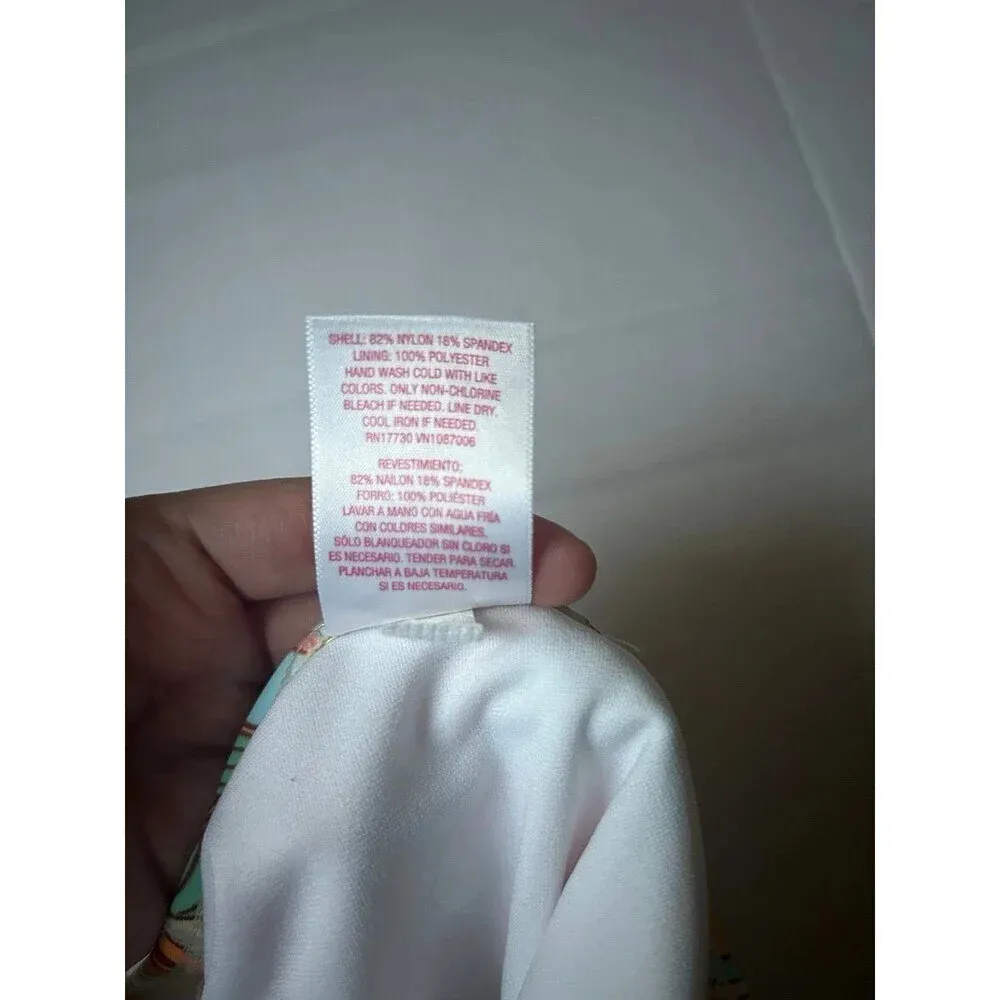 SHELL: 82% NYLON 18% SPANDEX
LINING: 100% POLYESTER
HAND WASH COLD WITH LIKE
COLORS. ONLY NON-CHLORINE
BLEACH IF NEEDED. LINE DRY.
COOL IRON IF NEEDED.
RN17730 VN1087006
REVESTIMIENTO:
82% NAILON 18% SPANDEX
FORRO: 100% POLIÉSTER
LAVAR A MANO CON AGUA FRÍA
CON COLORES SIMILARES.
SÓLO BLANQUEADOR SIN CLORO SI
ES NECESARIO. TENDER PARA SECAR.
PLANCHAR A BAJA TEMPERATURA
SI ES NECESARIO.